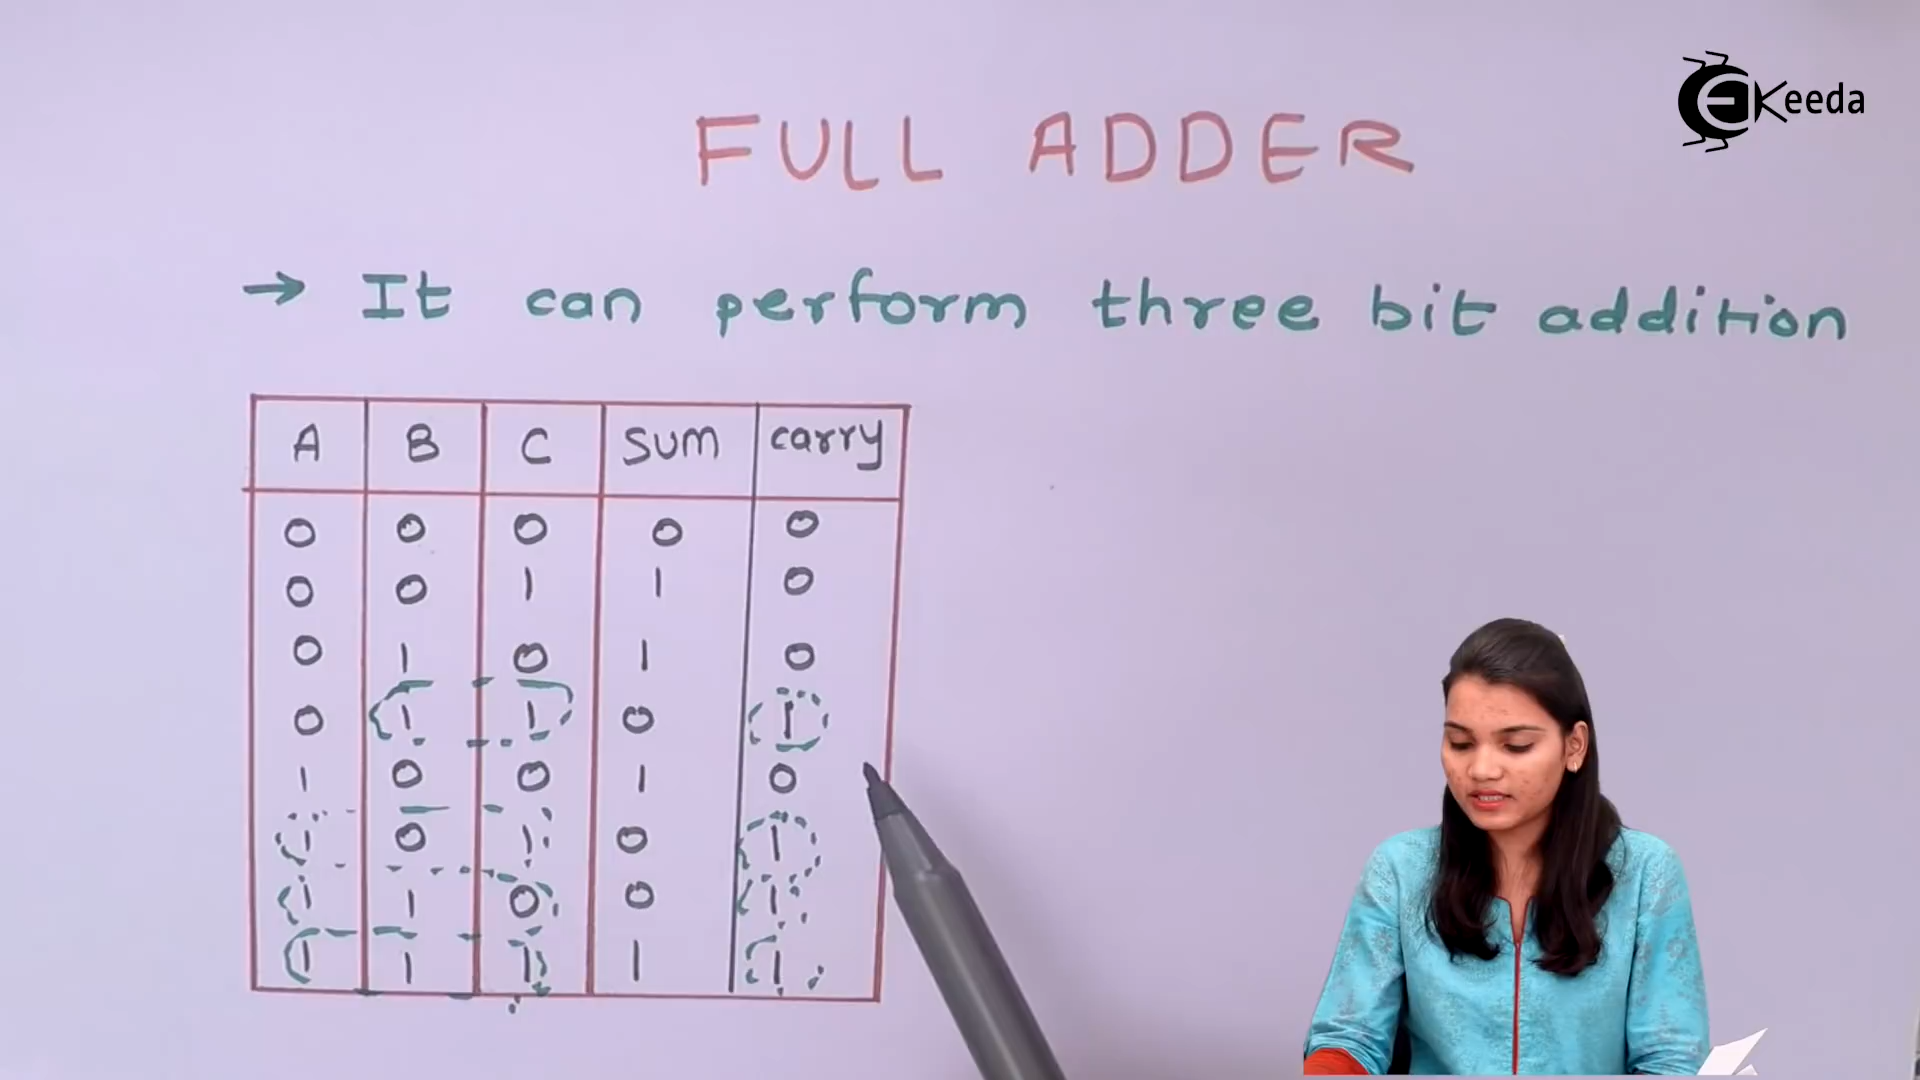 EKeeda
FULL ADDER
→ It can perform three bit addition
A B C SUM carry
0 0 0 0 0
0 0 1 1 0
0 1 0 1 0
0 1 1 0 1
1 0 0 1 0
1 0 1 0 1
1 1 0 0 1
1 1 1 1 1